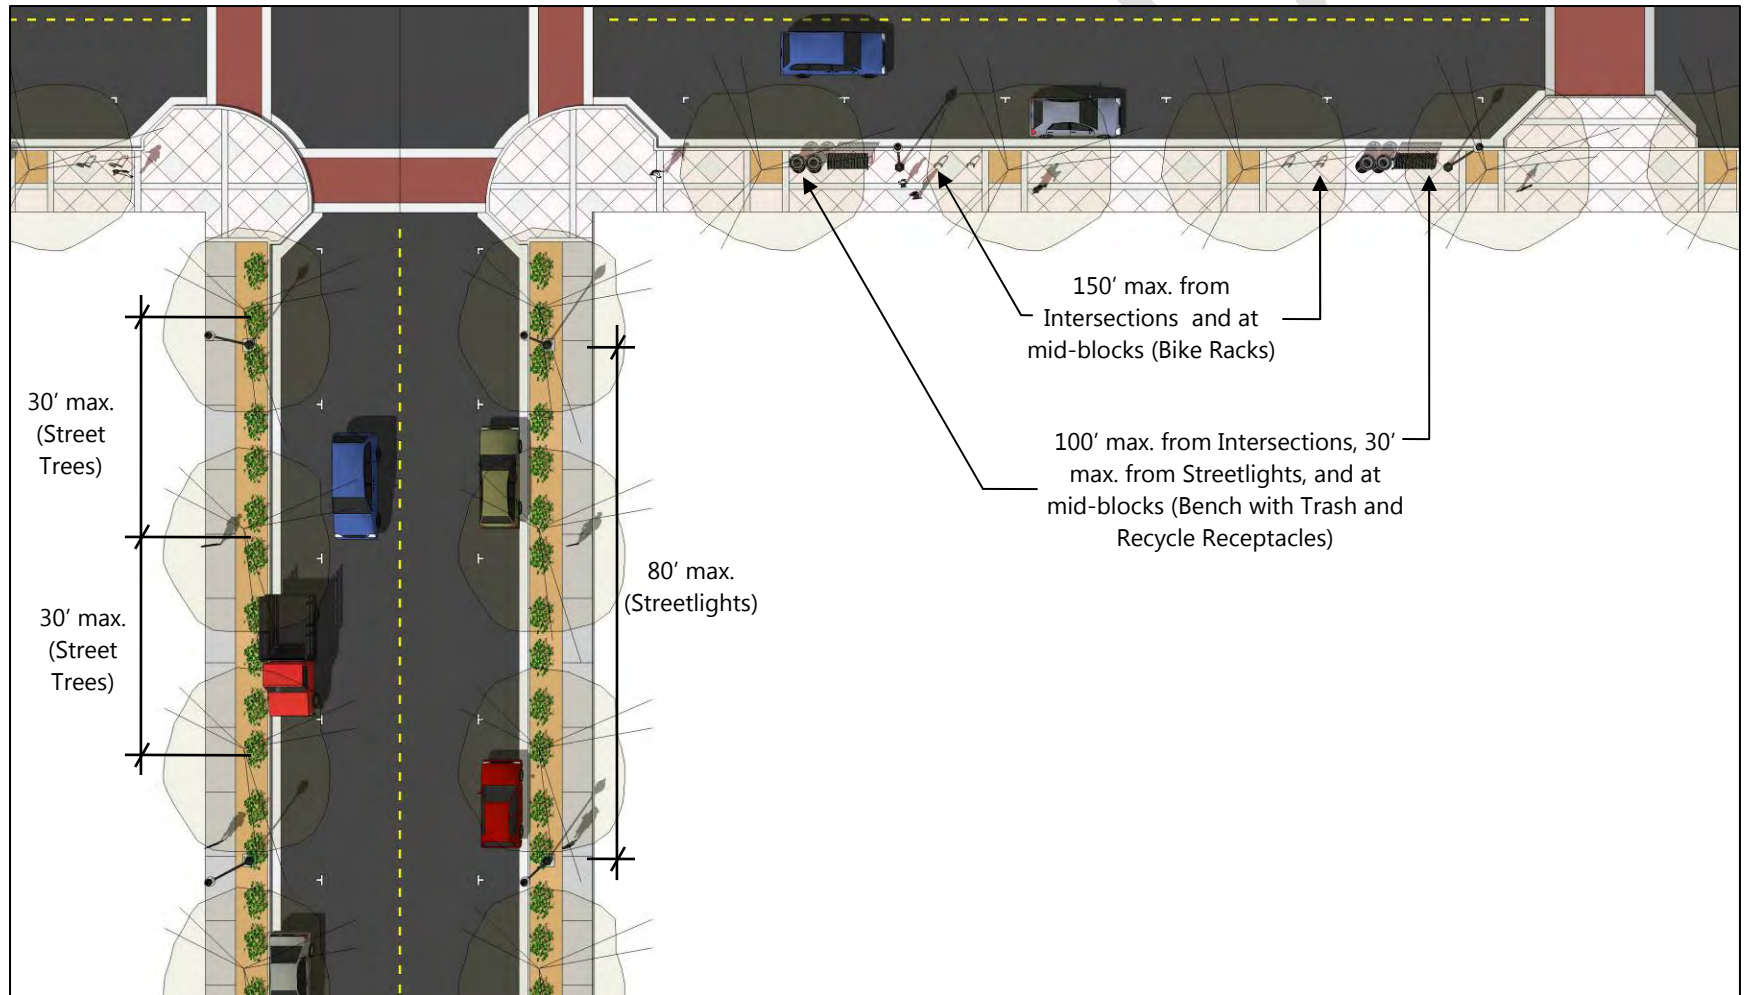 150’ max. from
Intersections and at
mid-blocks (Bike Racks)
100’ max. from Intersections, 30’
max. from Streetlights, and at
mid-blocks (Bench with Trash and
Recycle Receptacles)
30’ max.
(Street
Trees)
30’ max.
(Street
Trees)
80’ max.
(Streetlights)